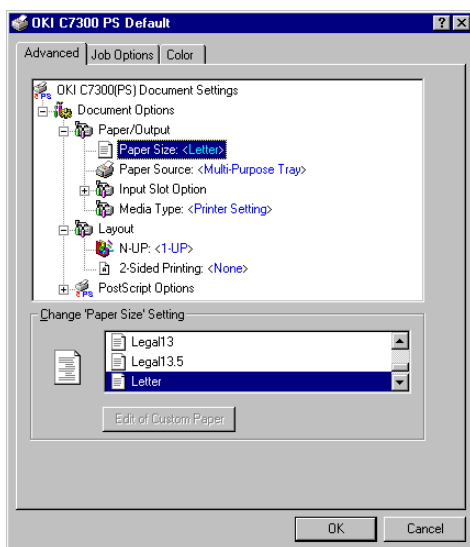 OKI C7300 PS Default
Advanced Job Options Color
OKI C7300(PS) Document Settings
Document Options
Paper/Output
Paper Size: <Letter>
Paper Source: <Multi-Purpose Tray>
Input Slot Option
Media Type: <Printer Setting>
Layout
N-UP: <1-UP>
2-Sided Printing: <None>
PostScript Options
Change 'Paper Size' Setting
Legal13
Legal13.5
Letter
Edit of Custom Paper
OK Cancel